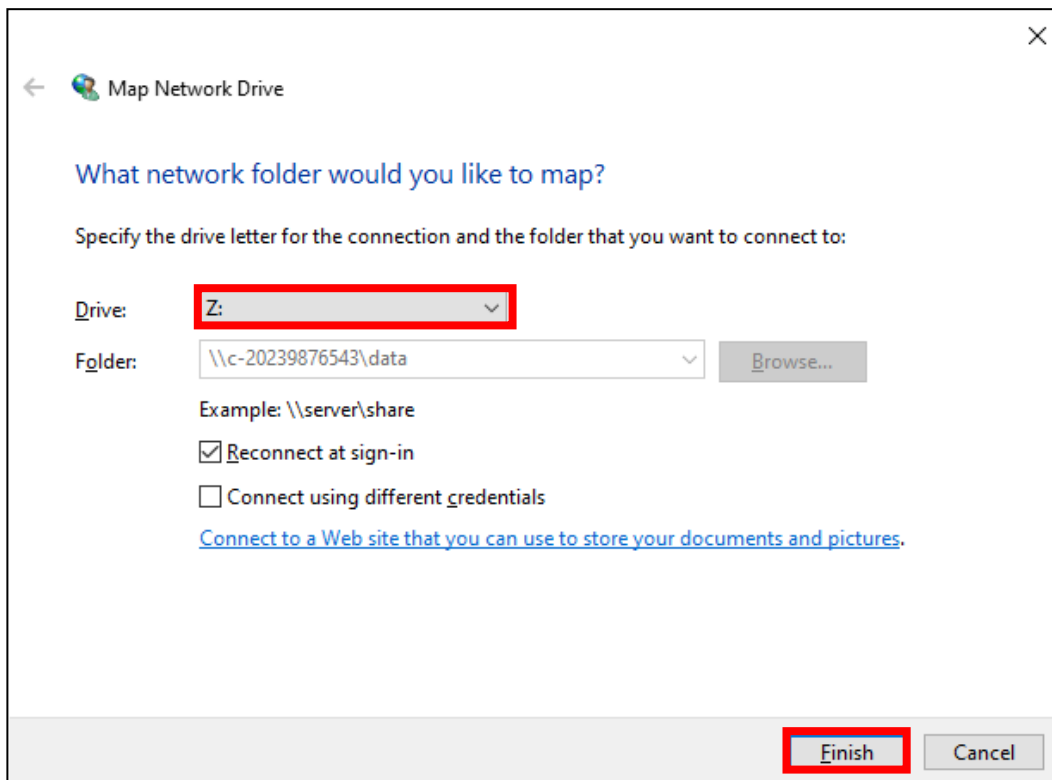 Map Network Drive
What network folder would you like to map?
Specify the drive letter for the connection and the folder that you want to connect to:
Drive: Z:
Folder: \\c-20239876543\data Browse...
Example: \\server\share
Reconnect at sign-in
Connect using different credentials
Connect to a Web site that you can use to store your documents and pictures.
Finish Cancel